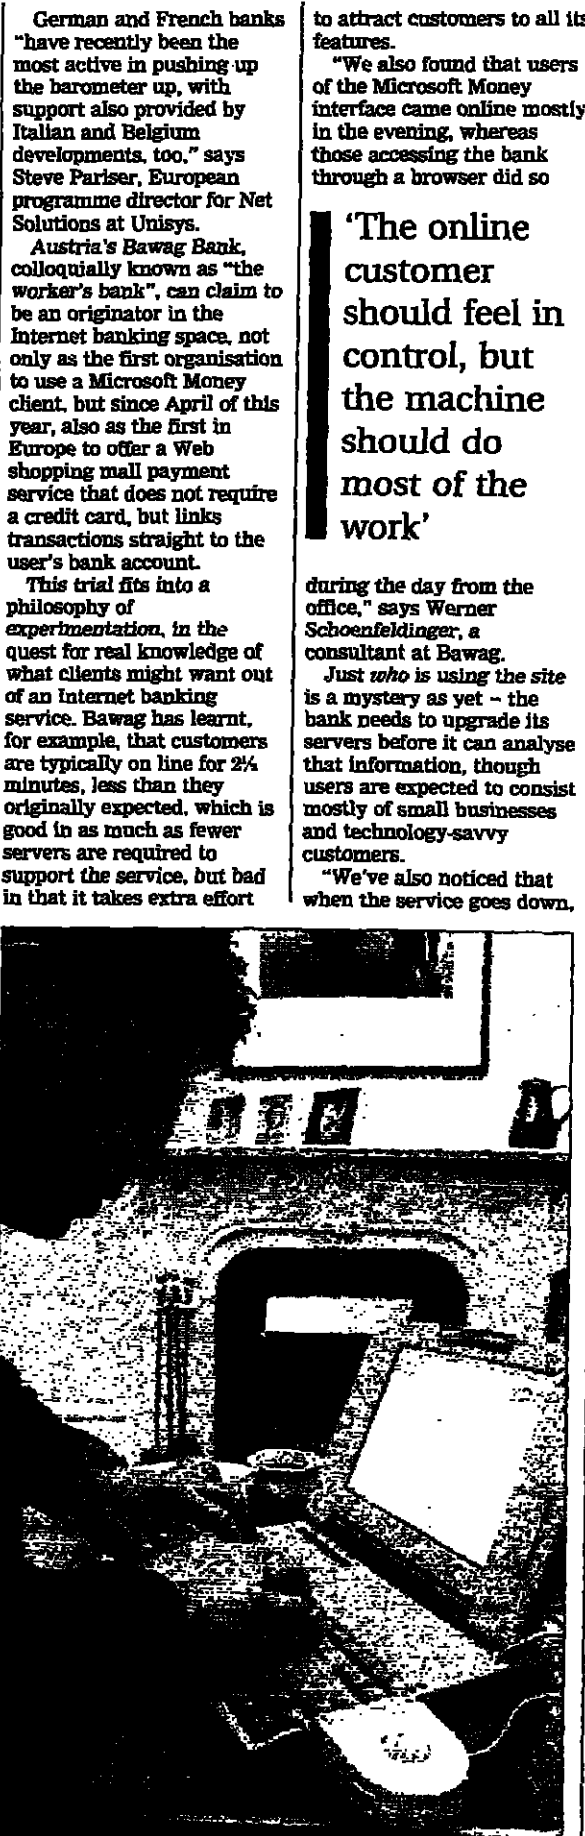 German and French banks
"have recently been the
most active in pushing up
the barometer up, with
support also provided by
Italian and Belgium
developments, too," says
Steve Pariser, European
programme director for Net
Solutions at Unisys.
Austria's Bawag Bank,
colloquially known as "the
worker's bank", can claim to
be an originator in the
Internet banking space, not
only as the first organisation
to use a Microsoft Money
client, but since April of this
year, also as the first in
Europe to offer a Web
shopping mall payment
service that does not require
a credit card, but links
transactions straight to the
user's bank account.
This trial fits into a
philosophy of
experimentation, in the
quest for real knowledge of
what clients might want out
of an Internet banking
service. Bawag has learnt,
for example, that customers
are typically on line for 2¼
minutes, less than they
originally expected, which is
good in as much as fewer
servers are required to
support the service, but bad
in that it takes extra effort
to attract customers to all its
features.
"We also found that users
of the Microsoft Money
interface came online mostly
in the evening, whereas
those accessing the bank
through a browser did so
'The online
customer
should feel in
control, but
the machine
should do
most of the
work'
during the day from the
office," says Werner
Schoenfeldinger, a
consultant at Bawag.
Just who is using the site
is a mystery as yet – the
bank needs to upgrade its
servers before it can analyse
that information, though
users are expected to consist
mostly of small businesses
and technology-savvy
customers.
"We've also noticed that
when the service goes down,